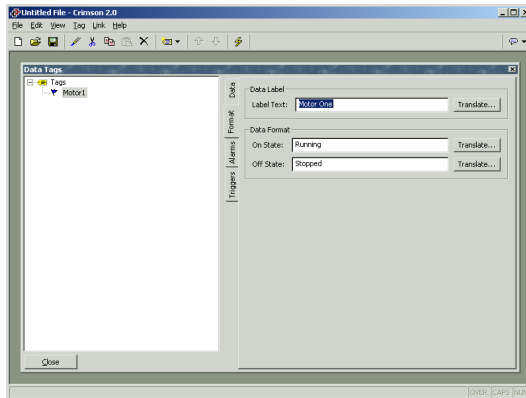 Untitled File - Crimson 2.0
File Edit View Tag Link Help
Data Tags
Tags
Motor1
Data
Format
Alarms
Triggers
Data Label
Label Text: Motor One Translate...
Data Format
On State: Running Translate...
Off State: Stopped Translate...
Close
OVER CAPS NUM